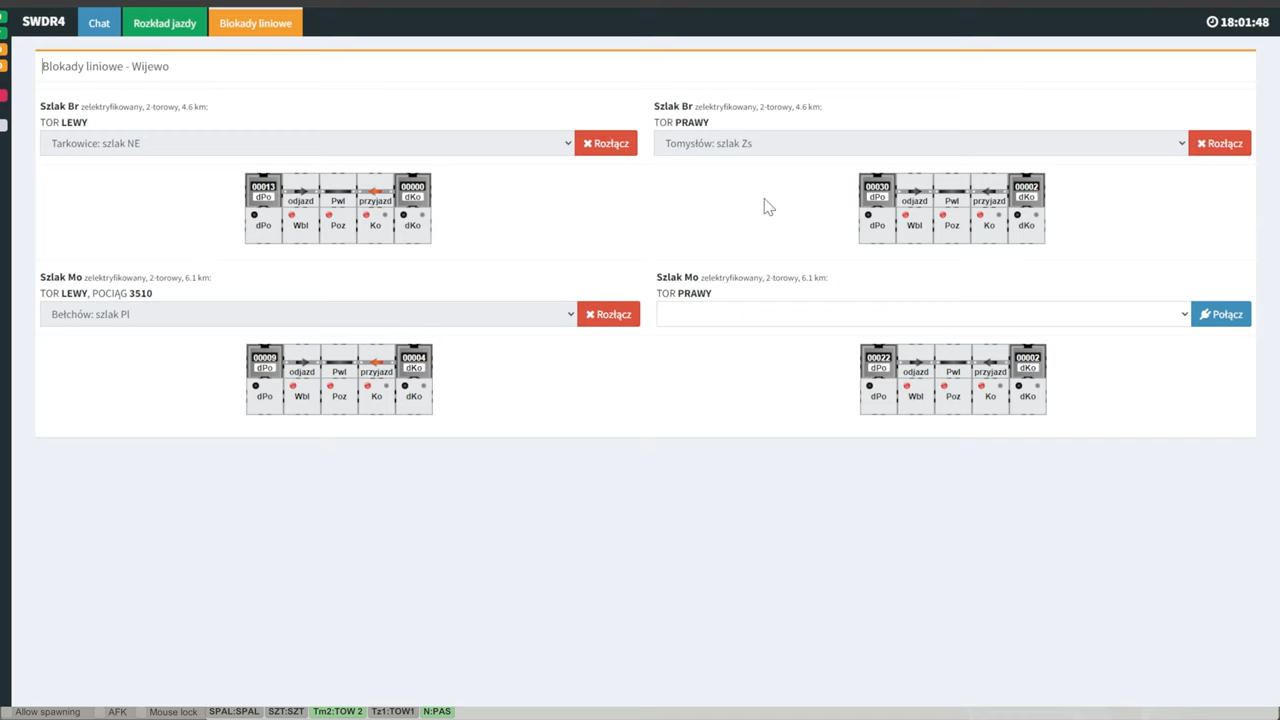 SWDR4 Chat Rozkład jazdy Blokady liniowe 18:01:48
Blokady liniowe - Wijewo
Szlak Br zelektryfikowany, 2-torowy, 4.6 km:
TOR LEWY
Tarkowice: szlak NE Rozłącz
00013 dPo odjazd Pwl przyjazd 00000 dKo
dPo Wbl Poz Ko dKo
Szlak Br zelektryfikowany, 2-torowy, 4.6 km:
TOR PRAWY
Tomysłów: szlak Zs Rozłącz
00030 dPo odjazd Pwl przyjazd 00002 dKo
dPo Wbl Poz Ko dKo
Szlak Mo zelektryfikowany, 2-torowy, 6.1 km:
TOR LEWY, POCIĄG 3510
Bełchów: szlak Pl Rozłącz
00009 dPo odjazd Pwl przyjazd 00004 dKo
dPo Wbl Poz Ko dKo
Szlak Mo zelektryfikowany, 2-torowy, 6.1 km:
TOR PRAWY
Połącz
00022 dPo odjazd Pwl przyjazd 00002 dKo
dPo Wbl Poz Ko dKo
Allow spawning AFK Mouse lock SPAL:SPAL SZT:SZT Tm2:TOW 2 Tz1:TOW1 N:PAS